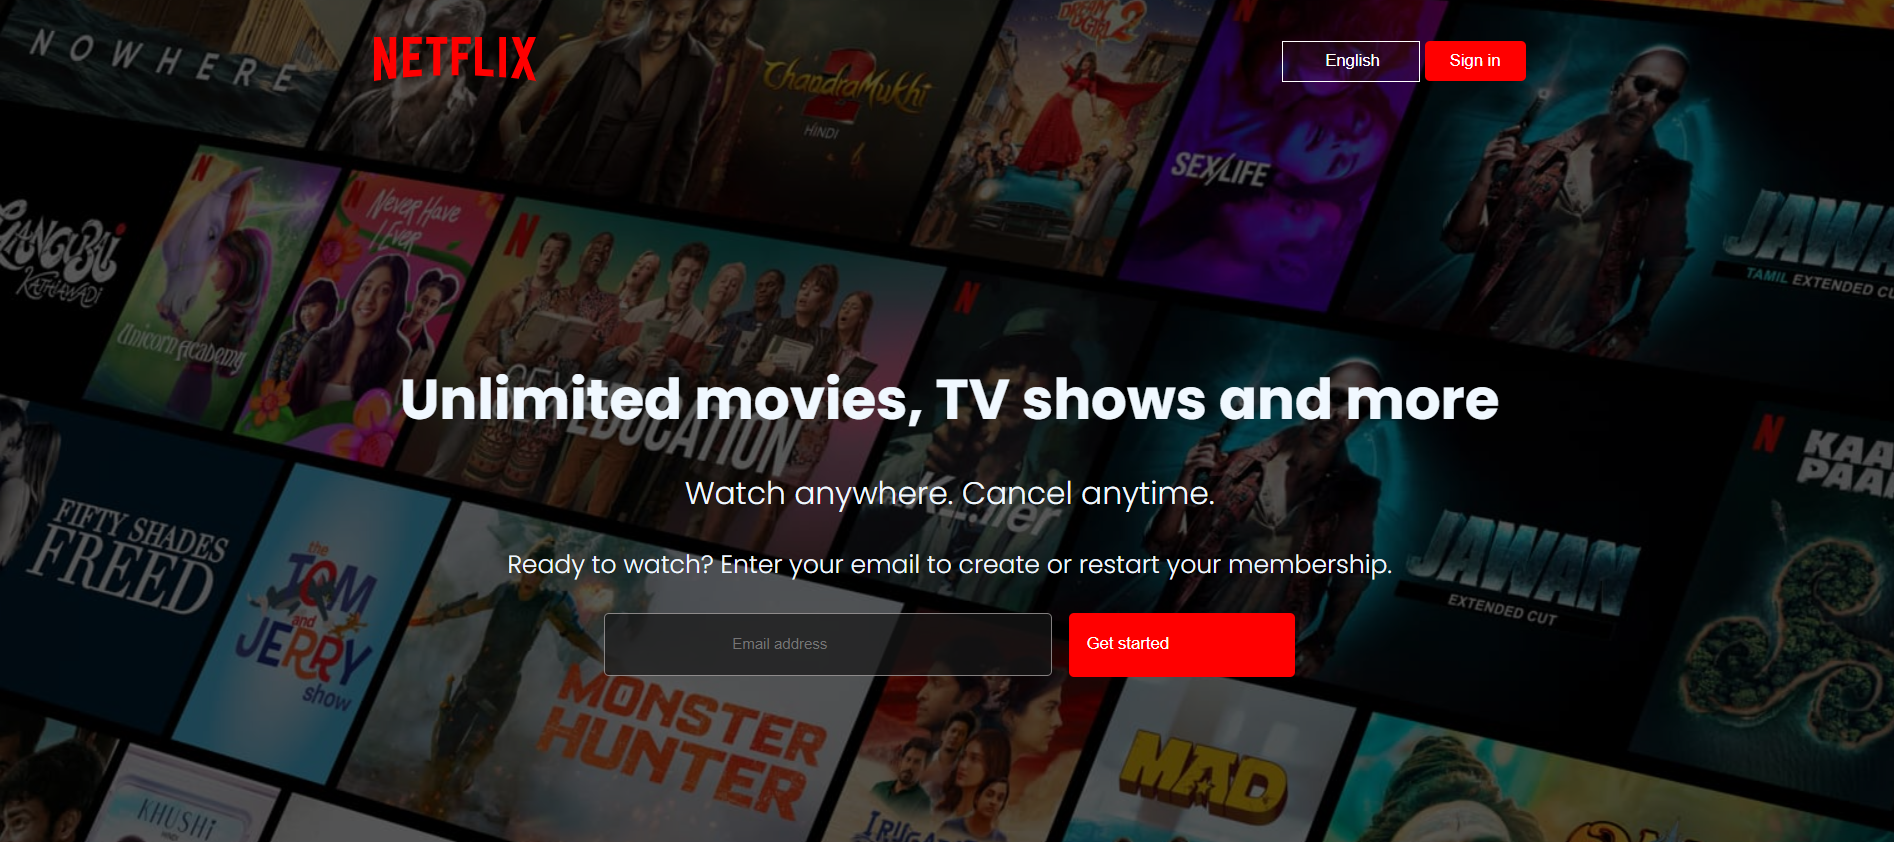 NOWHERE
NETFLIX
ChandraMukhi
2
HINDI
DREAM
GIRL 2
SEX/LIFE
English
Sign in
JAWAN
TAMIL EXTENDED CU
GANGUBAI
KATHIAWADI
Unicorn Academy
Never Have
I Ever
SEX EDUCATION
Unlimited movies, TV shows and more
Watch anywhere. Cancel anytime.
Ready to watch? Enter your email to create or restart your membership.
Email address
Get started
KAA
PAA
FIFTY SHADES
FREED
the
TOM
and
JERRY
show
JAWAN
EXTENDED CUT
MONSTER
HUNTER
MAD
IRUGA
KHUSHI
HINDI